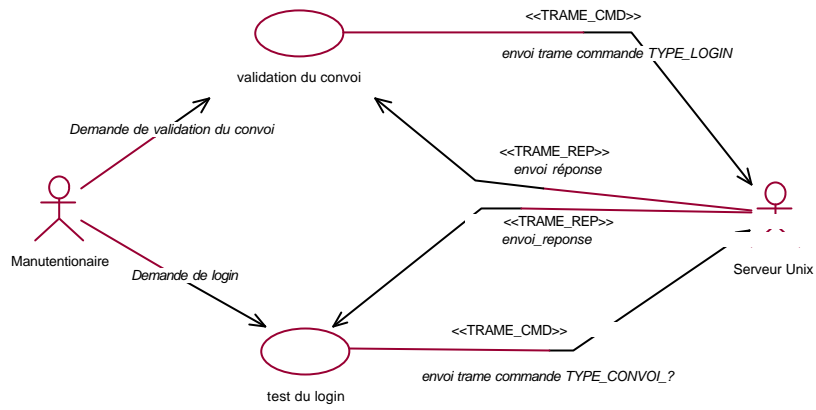 <<TRAME_CMD>>
envoi trame commande TYPE_LOGIN
validation du convoi
Demande de validation du convoi
<<TRAME_REP>>
envoi réponse
<<TRAME_REP>>
envoi_reponse
Manutentionaire
Demande de login
Serveur Unix
<<TRAME_CMD>>
envoi trame commande TYPE_CONVOI_?
test du login